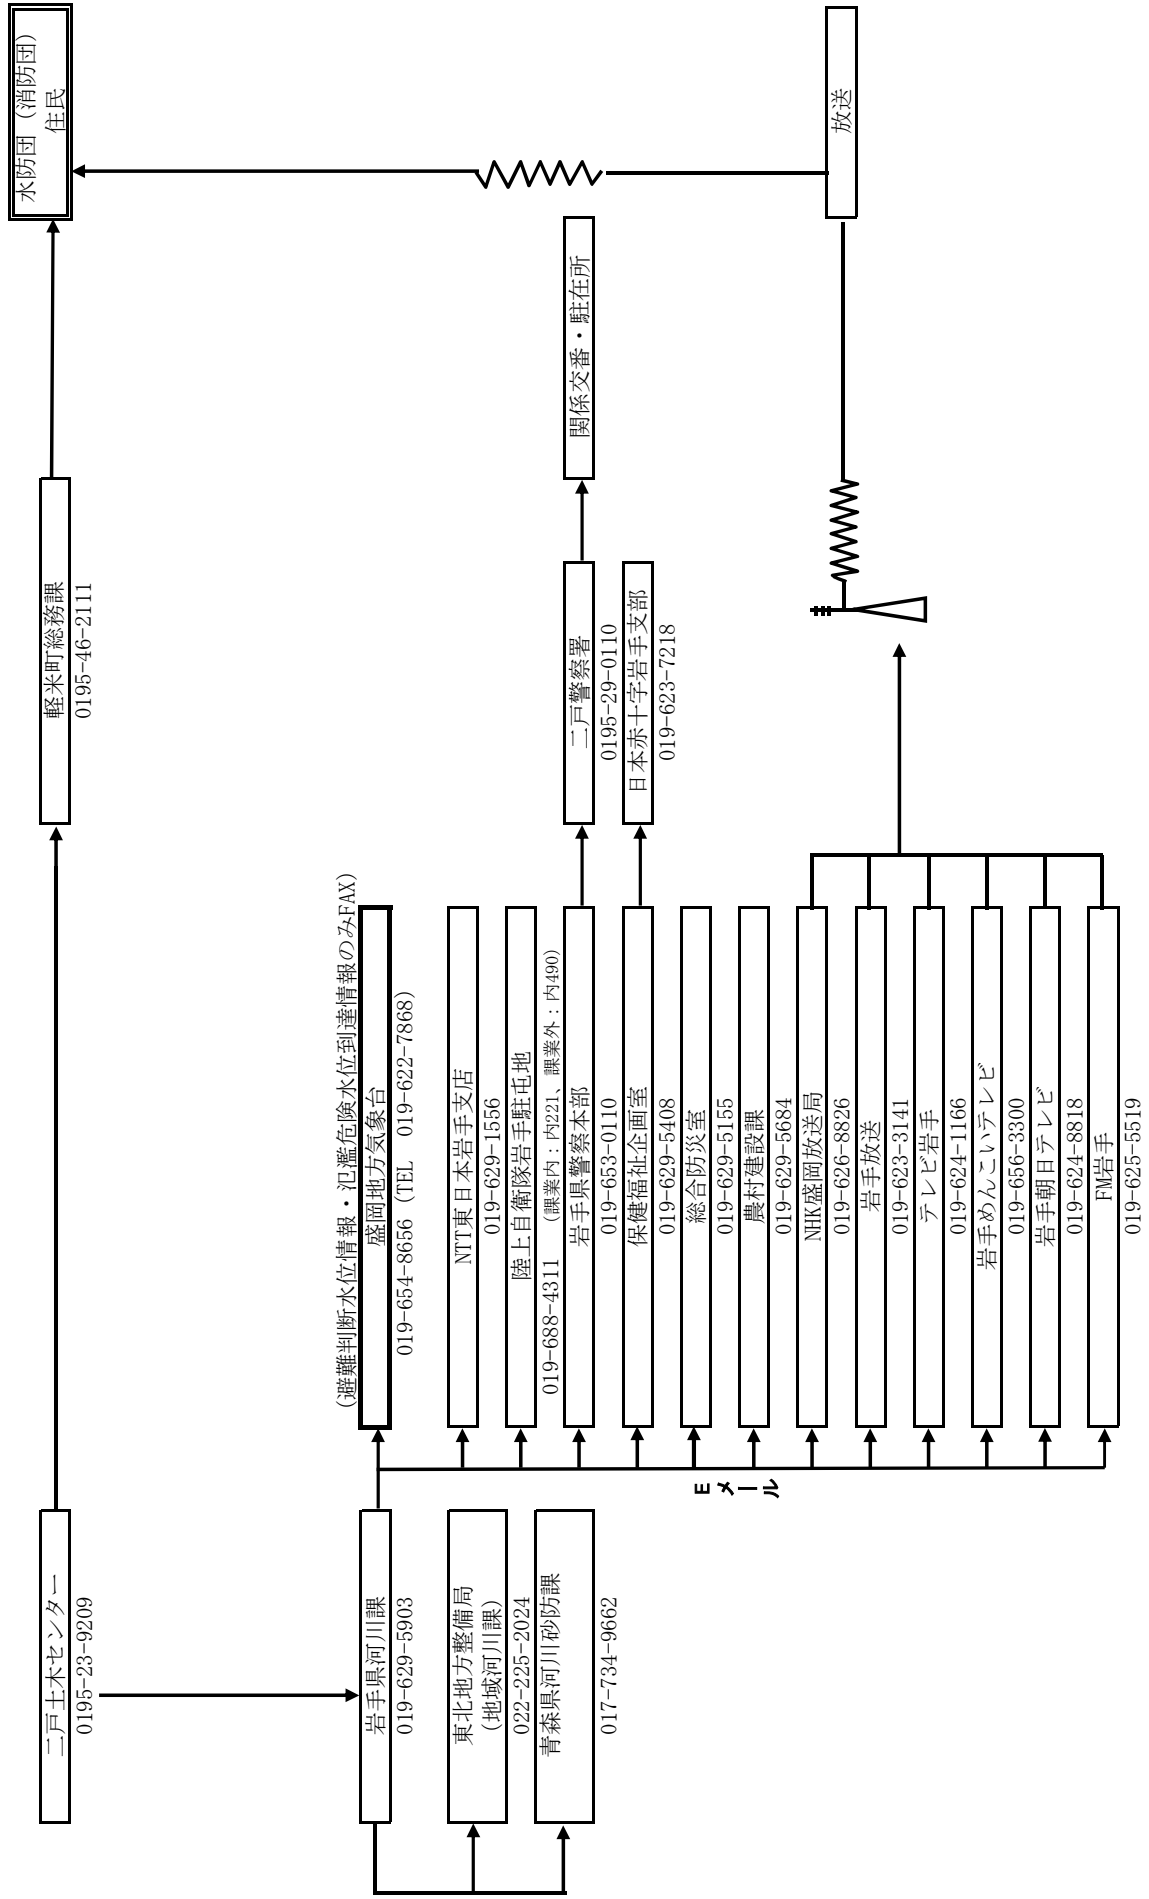 二戸土木センター
0195-23-9209
軽米町総務課
0195-46-2111
水防団（消防団）
住民
岩手県河川課
019-629-5903
東北地方整備局
（地域河川課）
022-225-2024
青森県河川砂防課
017-734-9662
Eメール
（避難判断水位情報・氾濫危険水位到達情報のみFAX）
盛岡地方気象台
019-654-8656（TEL　019-622-7868）
NTT東日本岩手支店
019-629-1556
陸上自衛隊岩手駐屯地
019-688-4311　（課業内：内221、課業外：内490）
岩手県警察本部
019-653-0110
保健福祉企画室
019-629-5408
総合防災室
019-629-5155
農村建設課
019-629-5684
NHK盛岡放送局
019-626-8826
岩手放送
019-623-3141
テレビ岩手
019-624-1166
岩手めんこいテレビ
019-656-3300
岩手朝日テレビ
019-624-8818
FM岩手
019-625-5519
二戸警察署
0195-29-0110
日本赤十字岩手支部
019-623-7218
関係交番・駐在所
放送